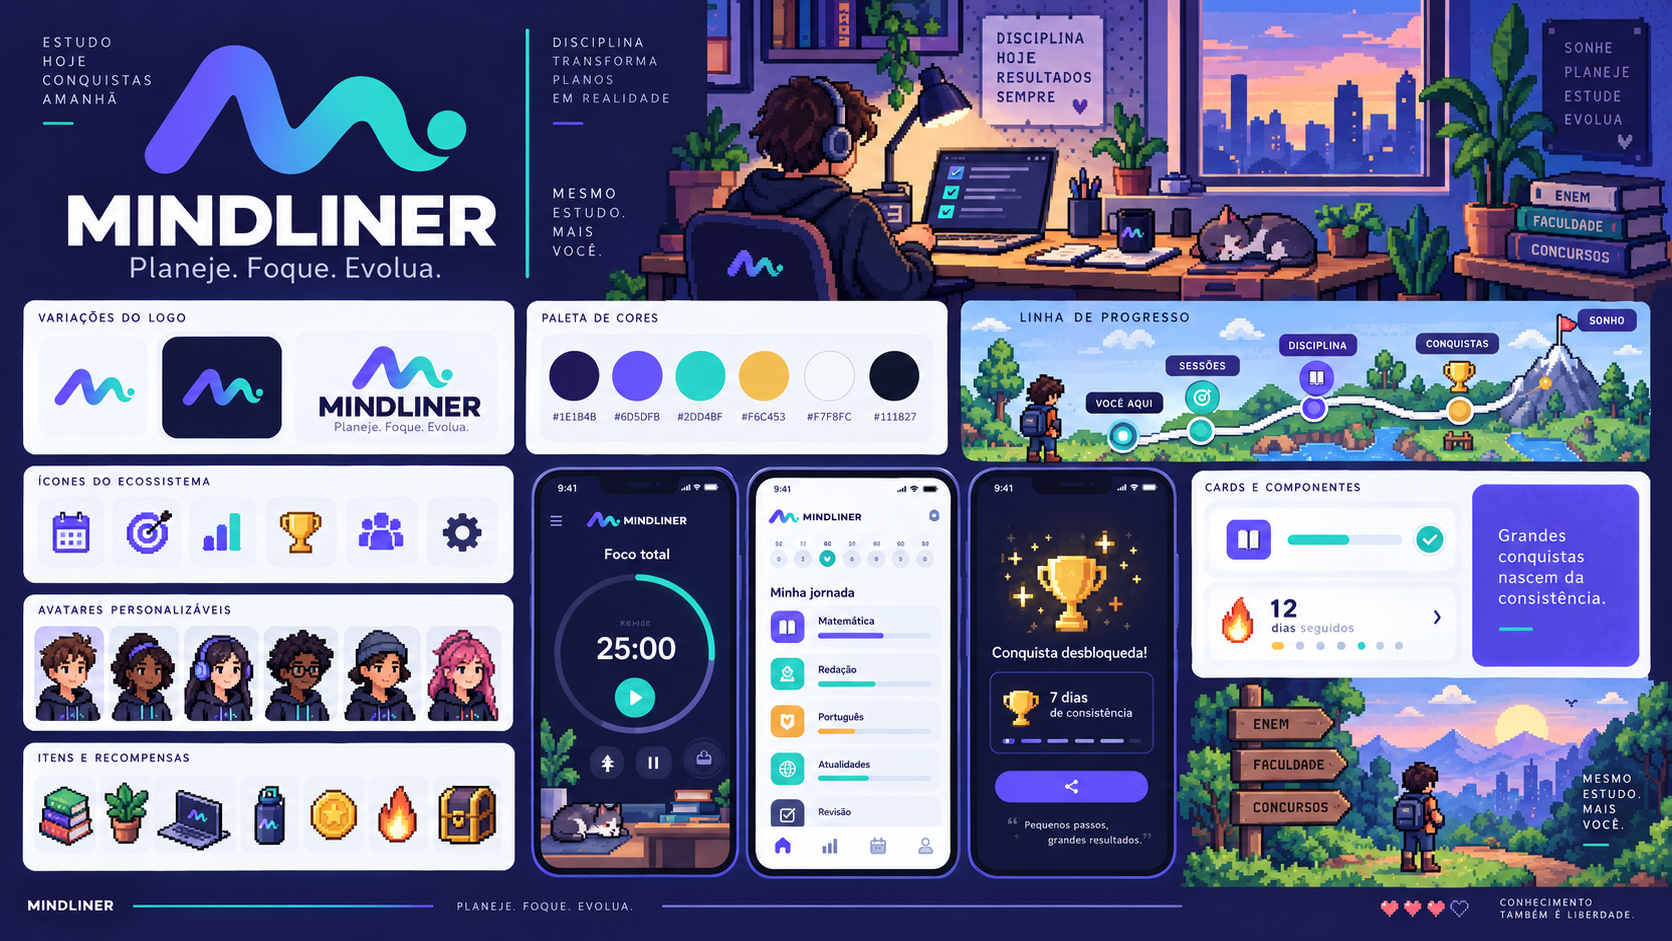 ESTUDO
HOJE
CONQUISTAS
AMANHÃ
MINDLINER
Planeje. Foque. Evolua.
DISCIPLINA
TRANSFORMA
PLANOS
EM REALIDADE
MESMO
ESTUDO.
MAIS
VOCÊ.
DISCIPLINA
HOJE
RESULTADOS
SEMPRE
SONHE
PLANEJE
ESTUDE
EVOLUA
ENEM
FACULDADE
CONCURSOS
VARIAÇÕES DO LOGO
MINDLINER
Planeje. Foque. Evolua.
PALETA DE CORES
#1E1B4B
#6D5DFB
#2DD4BF
#F6C453
#F7F8FC
#111827
LINHA DE PROGRESSO
VOCÊ AQUI
SESSÕES
DISCIPLINA
CONQUISTAS
SONHO
ÍCONES DO ECOSSISTEMA
AVATARES PERSONALIZÁVEIS
ITENS E RECOMPENSAS
9:41
MINDLINER
Foco total
25:00
9:41
MINDLINER
Minha jornada
Matemática
Redação
Português
Atualidades
Revisão
9:41
Conquista desbloqueda!
7 dias
de consistência
“ Pequenos passos,
grandes resultados.”
CARDS E COMPONENTES
12
dias seguidos
Grandes
conquistas
nascem da
consistência.
ENEM
FACULDADE
CONCURSOS
MESMO
ESTUDO.
MAIS
VOCÊ.
MINDLINER
PLANEJE. FOQUE. EVOLUA.
CONHECIMENTO
TAMBÉM É LIBERDADE.